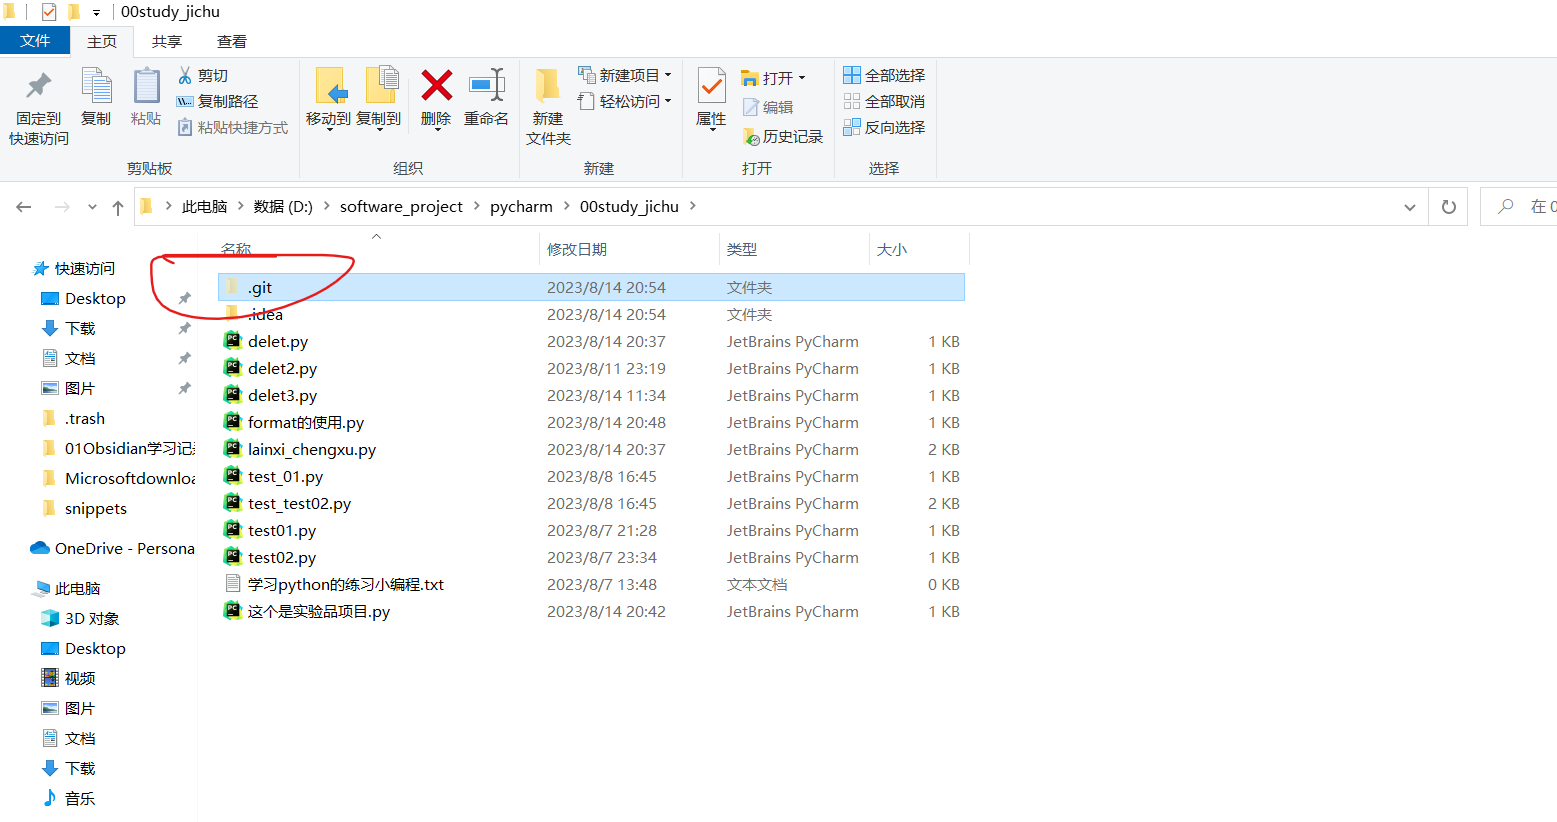 00study_jichu
文件 主页 共享 查看
固定到
快速访问
复制
粘贴
剪切
复制路径
粘贴快捷方式
剪贴板
移动到
复制到
删除
重命名
组织
新建
文件夹
新建项目
轻松访问
新建
属性
打开
编辑
历史记录
打开
全部选择
全部取消
反向选择
选择
此电脑 数据 (D:) software_project pycharm 00study_jichu
在 0
名称 修改日期 类型 大小
快速访问
Desktop
下载
文档
图片
.trash
01Obsidian学习记
Microsoftdownloa
snippets
OneDrive - Persona
此电脑
3D 对象
Desktop
视频
图片
文档
下载
音乐
.git 2023/8/14 20:54 文件夹
.idea 2023/8/14 20:54 文件夹
delet.py 2023/8/14 20:37 JetBrains PyCharm 1 KB
delet2.py 2023/8/11 23:19 JetBrains PyCharm 1 KB
delet3.py 2023/8/14 11:34 JetBrains PyCharm 1 KB
format的使用.py 2023/8/14 20:48 JetBrains PyCharm 1 KB
lainxi_chengxu.py 2023/8/14 20:37 JetBrains PyCharm 2 KB
test_01.py 2023/8/8 16:45 JetBrains PyCharm 1 KB
test_test02.py 2023/8/8 16:45 JetBrains PyCharm 2 KB
test01.py 2023/8/7 21:28 JetBrains PyCharm 1 KB
test02.py 2023/8/7 23:34 JetBrains PyCharm 1 KB
学习python的练习小编程.txt 2023/8/7 13:48 文本文档 0 KB
这个是实验品项目.py 2023/8/14 20:42 JetBrains PyCharm 1 KB